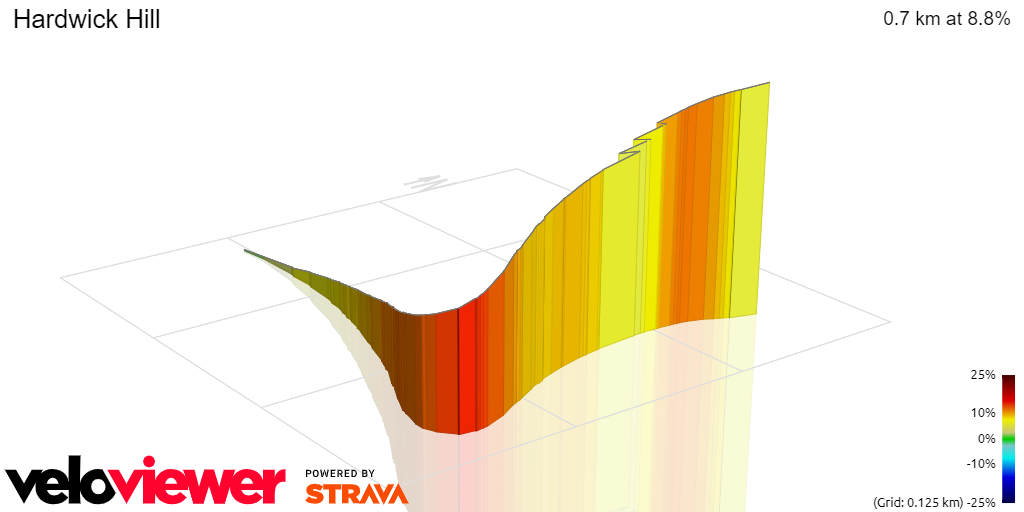 Hardwick Hill
0.7 km at 8.8%
N
25%
10%
0%
-10%
(Grid: 0.125 km) -25%
veloviewer
POWERED BY
STRAVA